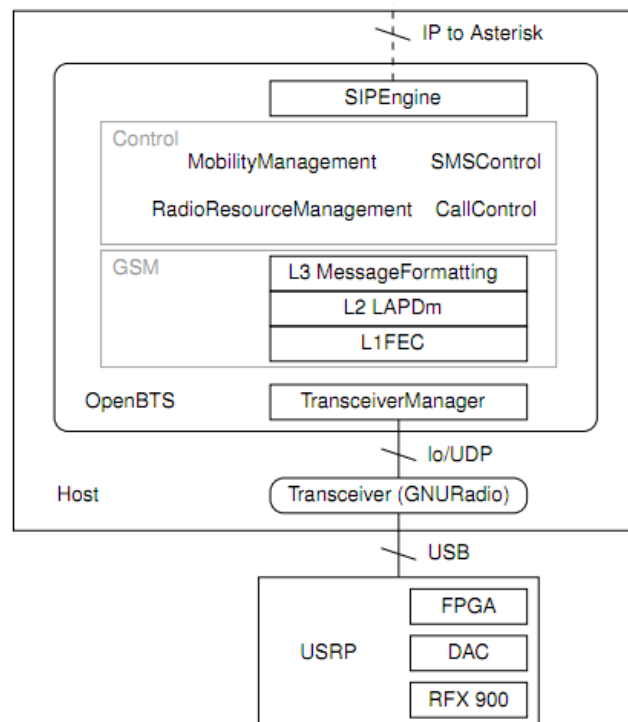 IP to Asterisk
SIPEngine
Control
MobilityManagement SMSControl
RadioResourceManagement CallControl
GSM
L3 MessageFormatting
L2 LAPDm
L1FEC
OpenBTS
TransceiverManager
lo/UDP
Host
Transceiver (GNURadio)
USB
USRP
FPGA
DAC
RFX 900